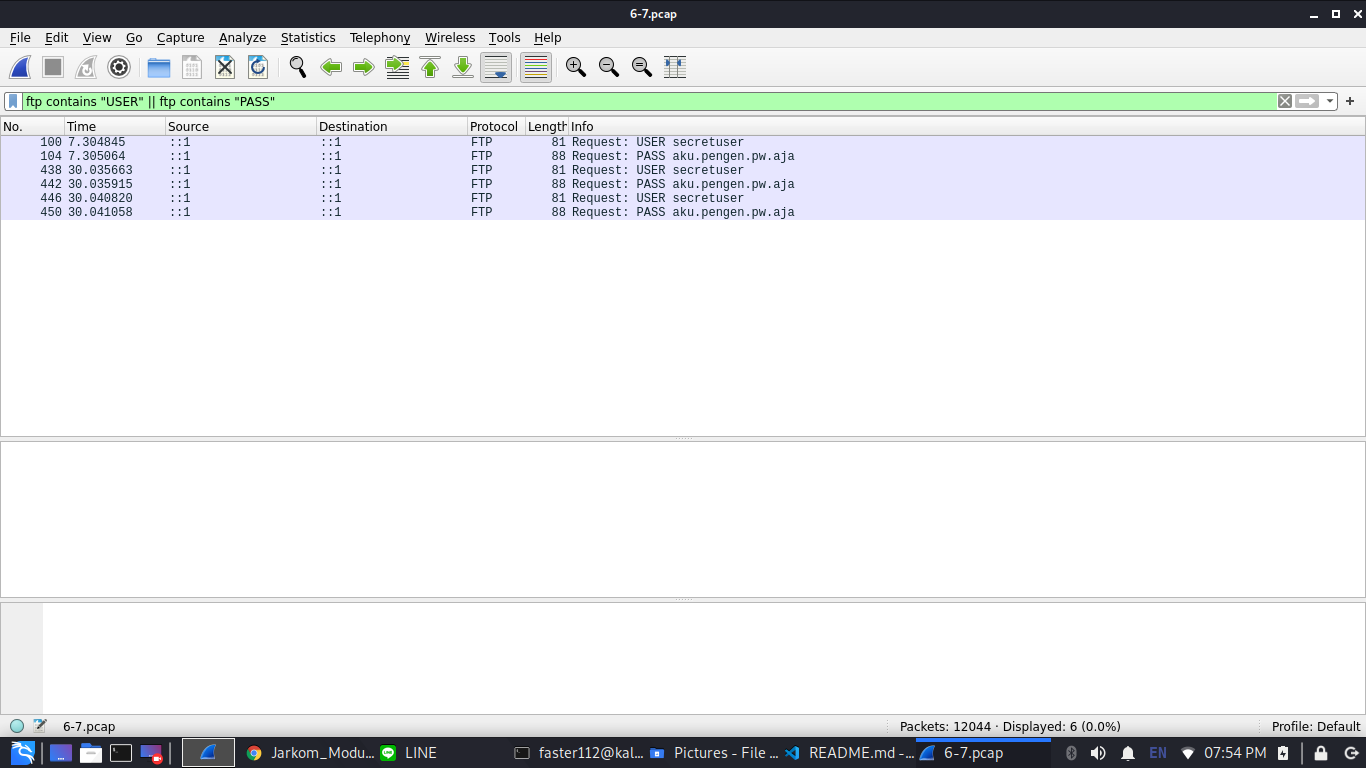 6-7.pcap
File Edit View Go Capture Analyze Statistics Telephony Wireless Tools Help
ftp contains "USER" || ftp contains "PASS"
No. Time Source Destination Protocol Length Info
100 7.304845 ::1 ::1 FTP 81 Request: USER secretuser
104 7.305064 ::1 ::1 FTP 88 Request: PASS aku.pengen.pw.aja
438 30.035663 ::1 ::1 FTP 81 Request: USER secretuser
442 30.035915 ::1 ::1 FTP 88 Request: PASS aku.pengen.pw.aja
446 30.040820 ::1 ::1 FTP 81 Request: USER secretuser
450 30.041058 ::1 ::1 FTP 88 Request: PASS aku.pengen.pw.aja
6-7.pcap Packets: 12044 · Displayed: 6 (0.0%) Profile: Default
Jarkom_Modu... LINE faster112@kal... Pictures - File ... README.md -... 6-7.pcap EN 07:54 PM